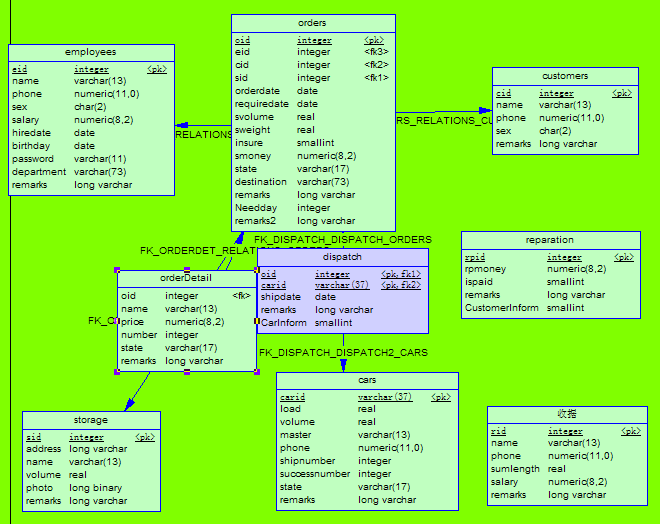 orders
oid integer <pk>
eid integer <fk3>
cid integer <fk2>
sid integer <fk1>
orderdate date
requiredate date
svolume real
sweight real
insure smallint
smoney numeric(8,2)
state varchar(17)
destination varchar(73)
remarks long varchar
Needday integer
remarks2 long varchar
employees
eid integer <pk>
name varchar(13)
phone numeric(11,0)
sex char(2)
salary numeric(8,2)
hiredate date
birthday date
password varchar(11)
department varchar(73)
remarks long varchar
customers
cid integer <pk>
name varchar(13)
phone numeric(11,0)
sex char(2)
remarks long varchar
RELATIONS
RS_RELATIONS_CU
FK_ORDERDET_RELATIONS_ORDERS
FK_DISPATCH_DISPATCH_ORDERS
dispatch
oid integer <pk,fk1>
carid varchar(37) <pk,fk2>
shipdate date
remarks long varchar
CarInform smallint
reparation
rpid integer <pk>
rpmoney numeric(8,2)
ispaid smallint
remarks long varchar
CustomerInform smallint
orderDetail
oid integer <fk>
name varchar(13)
price numeric(8,2)
number integer
state varchar(17)
remarks long varchar
FK_O
FK_DISPATCH_DISPATCH2_CARS
cars
carid varchar(37) <pk>
load real
volume real
master varchar(13)
phone numeric(11,0)
shipnumber integer
successnumber integer
state varchar(17)
remarks long varchar
storage
sid integer <pk>
address long varchar
name varchar(13)
volume real
photo long binary
remarks long varchar
收据
rid integer <pk>
name varchar(13)
phone numeric(11,0)
sumlength real
salary numeric(8,2)
remarks long varchar